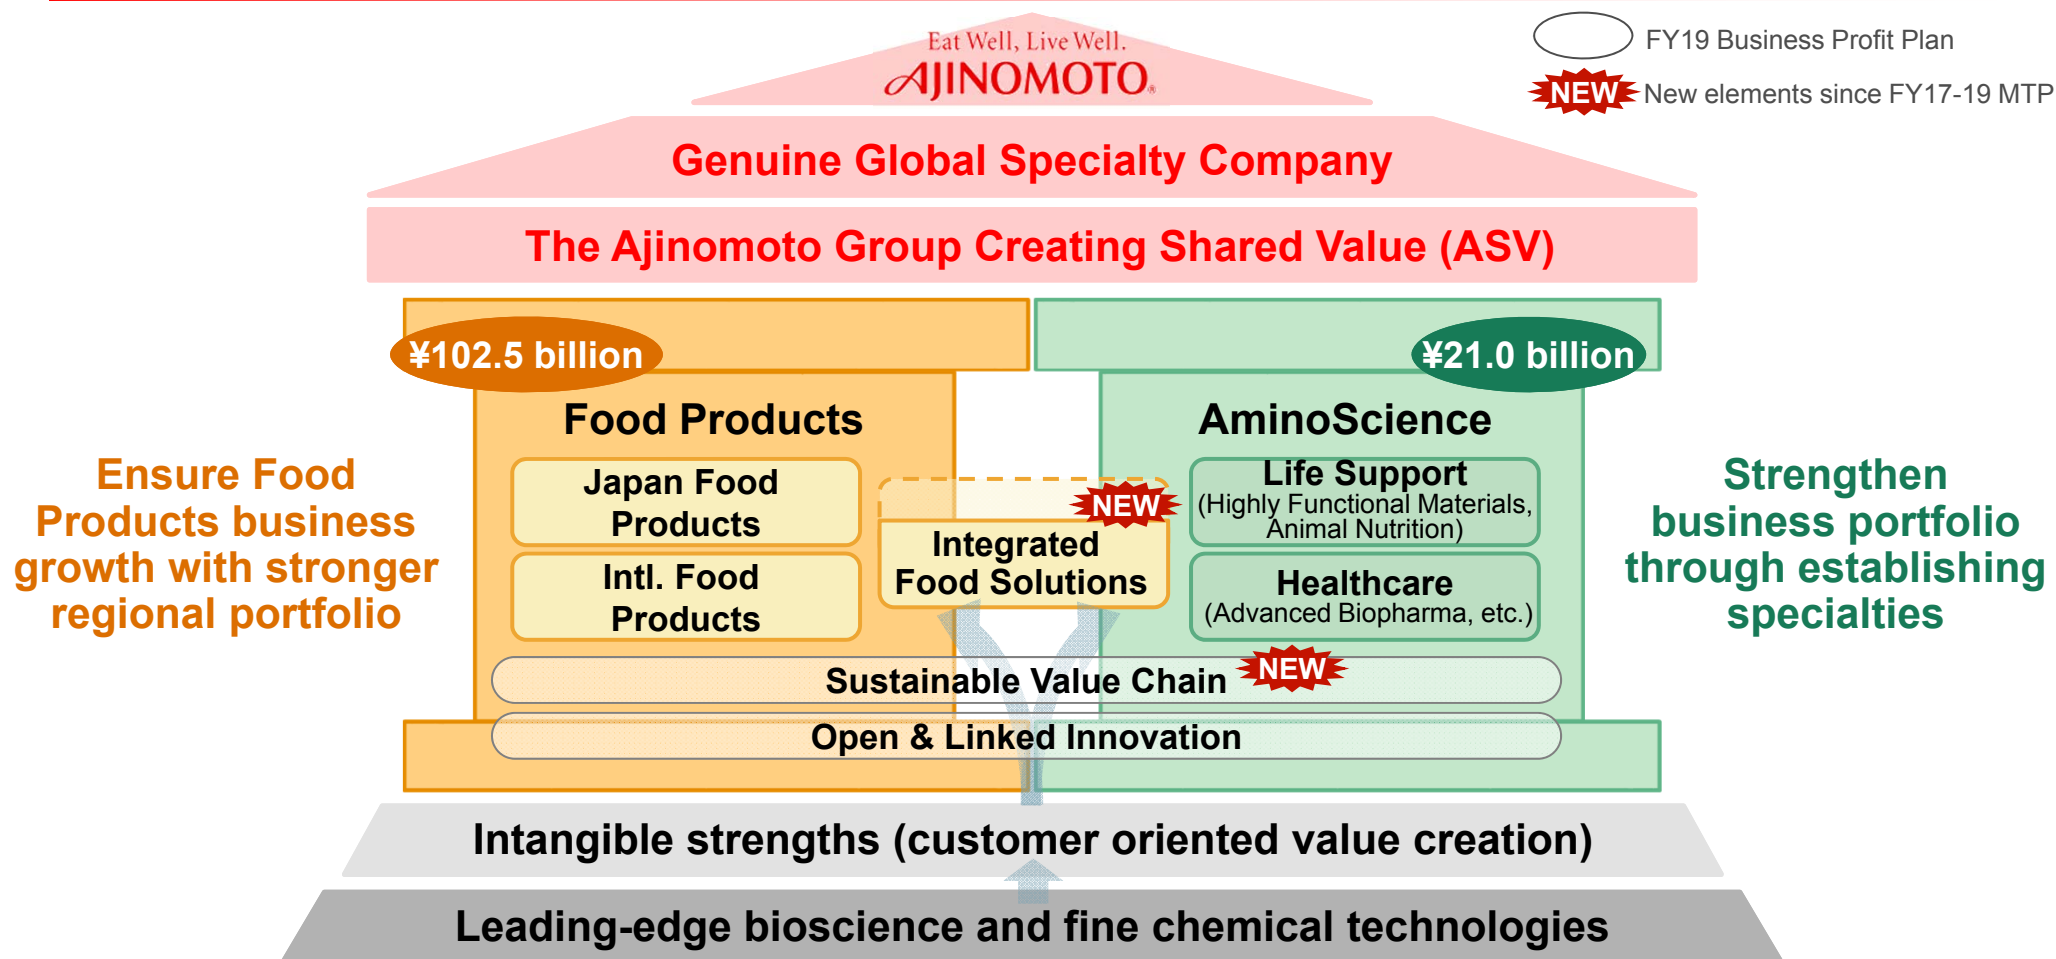 Eat Well, Live Well.
AJINOMOTO®
FY19 Business Profit Plan
NEW New elements since FY17-19 MTP
Genuine Global Specialty Company
The Ajinomoto Group Creating Shared Value (ASV)
¥102.5 billion
¥21.0 billion
Food Products
AminoScience
Ensure Food
Products business
growth with stronger
regional portfolio
Japan Food
Products
Intl. Food
Products
NEW
Integrated
Food Solutions
Life Support
(Highly Functional Materials,
Animal Nutrition)
Healthcare
(Advanced Biopharma, etc.)
Strengthen
business portfolio
through establishing
specialties
Sustainable Value Chain NEW
Open & Linked Innovation
Intangible strengths (customer oriented value creation)
Leading-edge bioscience and fine chemical technologies